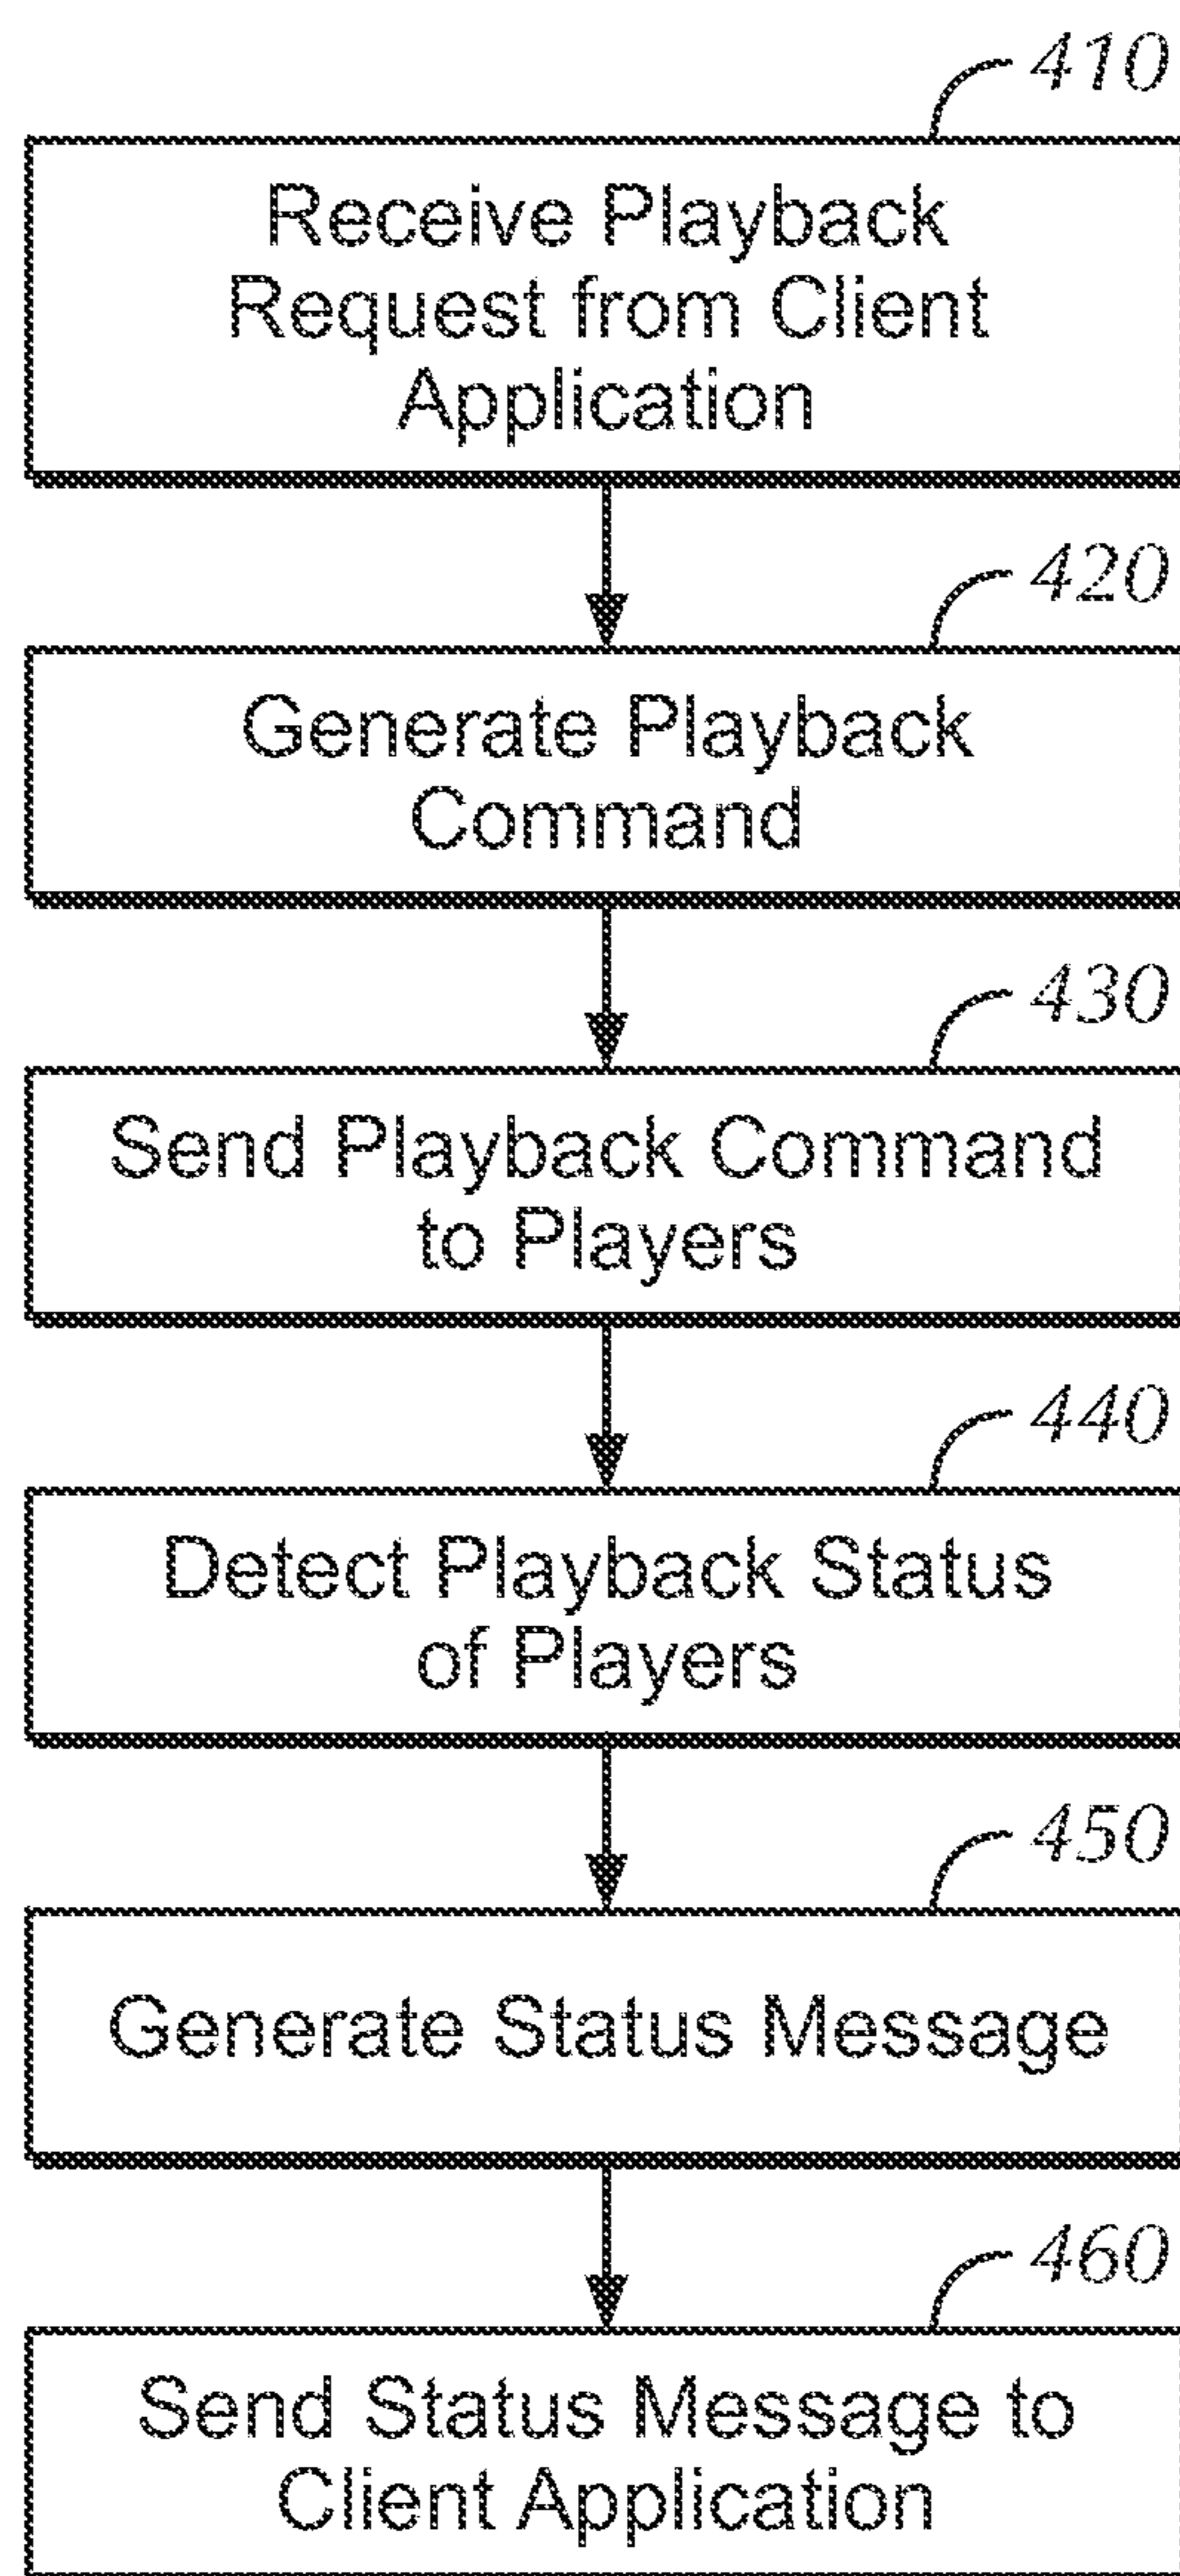 410
Receive Playback
Request from Client
Application
420
Generate Playback
Command
430
Send Playback Command
to Players
440
Detect Playback Status
of Players
450
Generate Status Message
460
Send Status Message to
Client Application